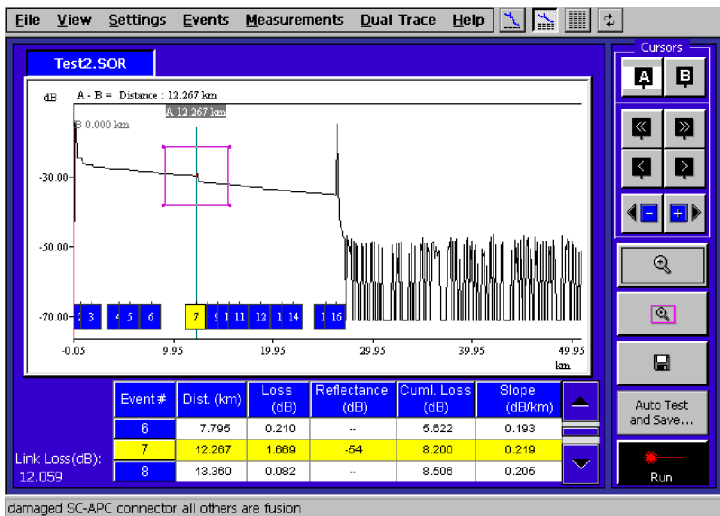 File View Settings Events Measurements Dual Trace Help
Cursors
Test2.SOR
A B
dB A - B = Distance : 12.267 km
A 12.267 km
B 0.000 km
-30.00
-50.00
-70.00
3 4 5 6 7 9 1 11 12 1 14 1 16
-0.05 9.95 19.95 29.95 39.95 49.95
km
Event# Dist. (km) Loss (dB) Reflectance (dB) Cuml. Loss (dB) Slope (dB/km)
6 7.795 0.210 -- 5.522 0.193
7 12.267 1.669 -54 8.200 0.219
8 13.360 0.082 -- 8.506 0.205
Link Loss(dB):
12.059
Auto Test
and Save...
Run
damaged SC-APC connector all others are fusion